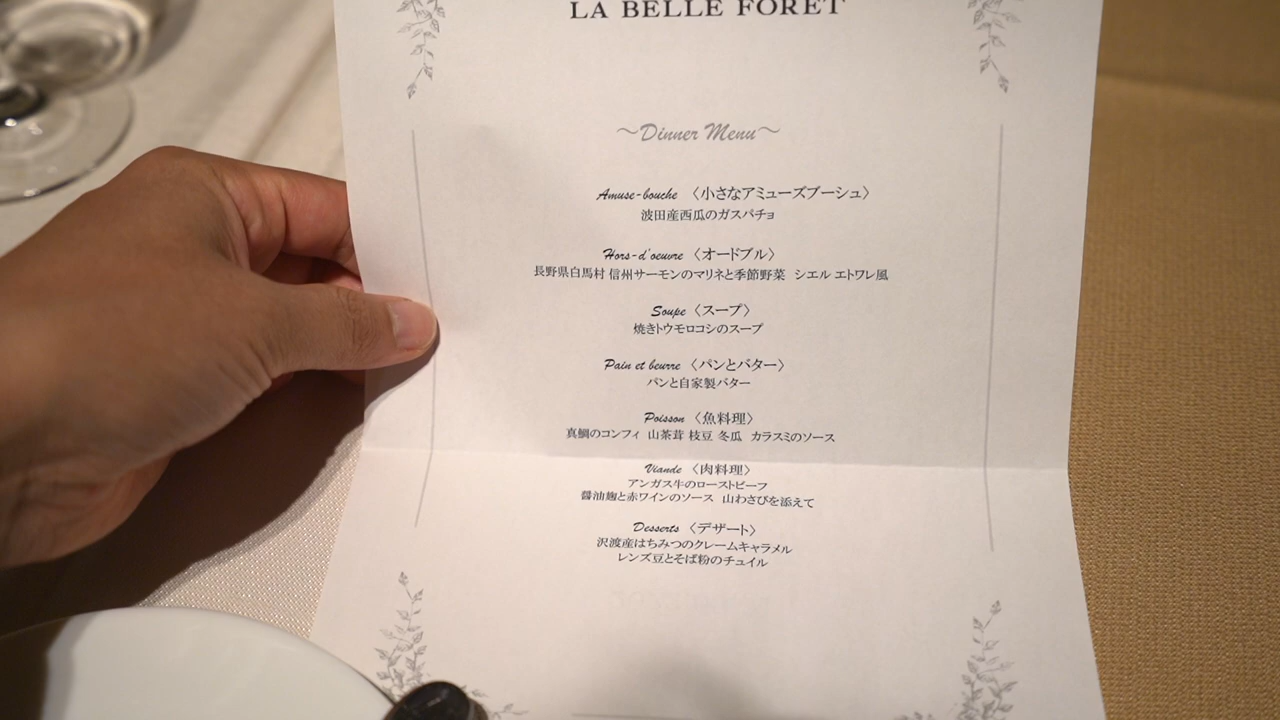 LA BELLE FORET
～Dinner Menu～
Amuse-bouche 〈小さなアミューズブーシュ〉
波田産西瓜のガスパチョ
Hors-d'oeuvre 〈オードブル〉
長野県白馬村 信州サーモンのマリネと季節野菜 シエル エトワレ風
Soupe 〈スープ〉
焼きトウモロコシのスープ
Pain et beurre 〈パンとバター〉
パンと自家製バター
Poisson 〈魚料理〉
真鯛のコンフィ 山茶茸 枝豆 冬瓜 カラスミのソース
Viande 〈肉料理〉
アンガス牛のローストビーフ
醤油麹と赤ワインのソース 山わさびを添えて
Desserts 〈デザート〉
沢渡産はちみつのクレームキャラメル
レンズ豆とそば粉のチュイル